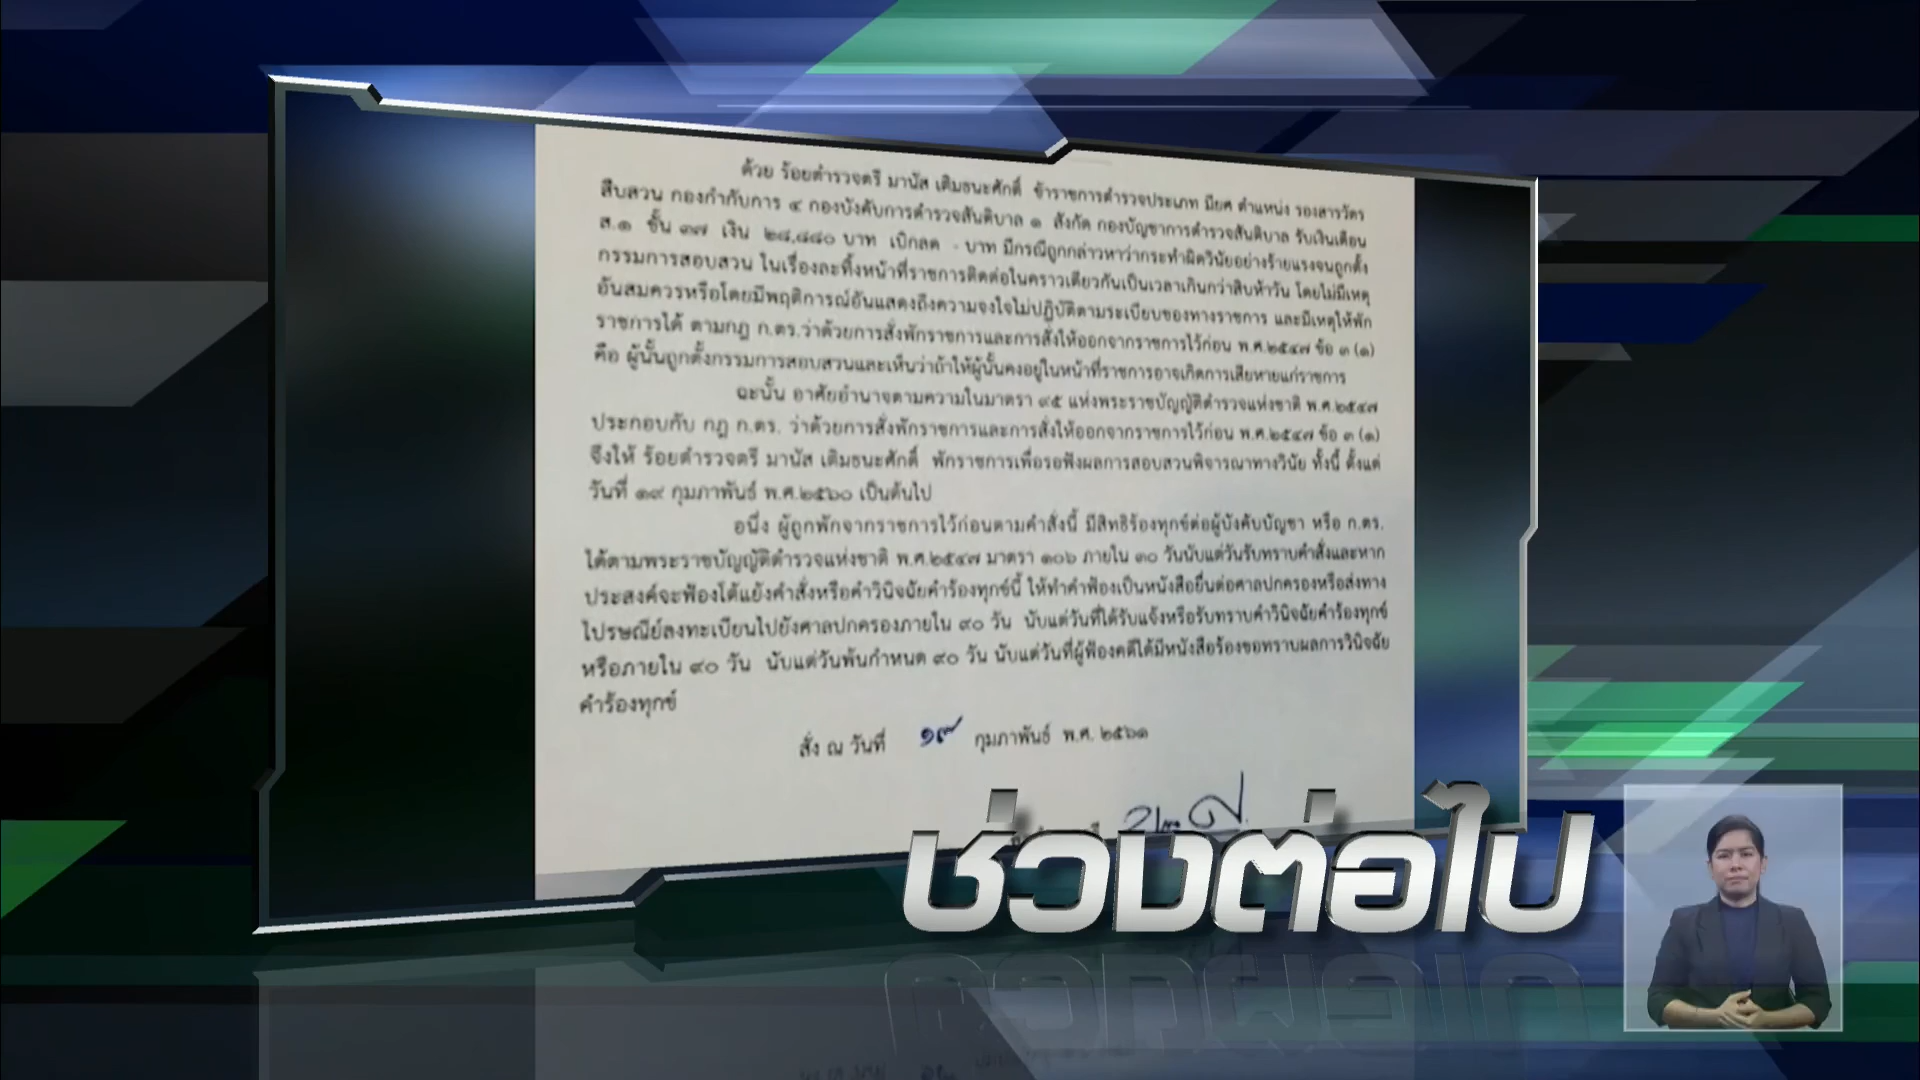 ด้วย ร้อยตำรวจตรี มานัส เติมธนะศักดิ์ ข้าราชการตำรวจประเภท มียศ ตำแหน่ง รองสารวัตร
สืบสวน กองกำกับการ ๔ กองบังคับการตำรวจสันติบาล ๑ สังกัด กองบัญชาการตำรวจสันติบาล รับเงินเดือน
ส.๑ ชั้น ๓๗ เงิน ๒๘,๘๘๐ บาท เบิกลด - บาท มีกรณีถูกกล่าวหาว่ากระทำผิดวินัยอย่างร้ายแรงจนถูกตั้ง
กรรมการสอบสวน ในเรื่องละทิ้งหน้าที่ราชการติดต่อในคราวเดียวกันเป็นเวลาเกินกว่าสิบห้าวัน โดยไม่มีเหตุ
อันสมควรหรือโดยมีพฤติการณ์อันแสดงถึงความจงใจไม่ปฏิบัติตามระเบียบของทางราชการ และมีเหตุให้พัก
ราชการได้ ตามกฎ ก.ตร.ว่าด้วยการสั่งพักราชการและการสั่งให้ออกจากราชการไว้ก่อน พ.ศ.๒๕๔๗ ข้อ ๓ (๑)
คือ ผู้นั้นถูกตั้งกรรมการสอบสวนและเห็นว่าถ้าให้ผู้นั้นคงอยู่ในหน้าที่ราชการอาจเกิดการเสียหายแก่ราชการ
ฉะนั้น อาศัยอำนาจตามความในมาตรา ๙๕ แห่งพระราชบัญญัติตำรวจแห่งชาติ พ.ศ.๒๕๔๗
ประกอบกับ กฎ ก.ตร. ว่าด้วยการสั่งพักราชการและการสั่งให้ออกจากราชการไว้ก่อน พ.ศ.๒๕๔๗ ข้อ ๓ (๑)
จึงให้ ร้อยตำรวจตรี มานัส เติมธนะศักดิ์ พักราชการเพื่อรอฟังผลการสอบสวนพิจารณาทางวินัย ทั้งนี้ ตั้งแต่
วันที่ ๑๙ กุมภาพันธ์ พ.ศ.๒๕๖๐ เป็นต้นไป
อนึ่ง ผู้ถูกพักจากราชการไว้ก่อนตามคำสั่งนี้ มีสิทธิร้องทุกข์ต่อผู้บังคับบัญชา หรือ ก.ตร.
ได้ตามพระราชบัญญัติตำรวจแห่งชาติ พ.ศ.๒๕๔๗ มาตรา ๑๐๖ ภายใน ๓๐ วันนับแต่วันรับทราบคำสั่งและหาก
ประสงค์จะฟ้องโต้แย้งคำสั่งหรือคำวินิจฉัยคำร้องทุกข์นี้ ให้ทำคำฟ้องเป็นหนังสือยื่นต่อศาลปกครองหรือส่งทาง
ไปรษณีย์ลงทะเบียนไปยังศาลปกครองภายใน ๙๐ วัน นับแต่วันที่ได้รับแจ้งหรือรับทราบคำวินิจฉัยคำร้องทุกข์
หรือภายใน ๙๐ วัน นับแต่วันพ้นกำหนด ๙๐ วัน นับแต่วันที่ผู้ฟ้องคดีได้มีหนังสือร้องขอทราบผลการวินิจฉัย
คำร้องทุกข์
สั่ง ณ วันที่ ๑๙ กุมภาพันธ์ พ.ศ. ๒๕๖๑
ช่วงต่อไป